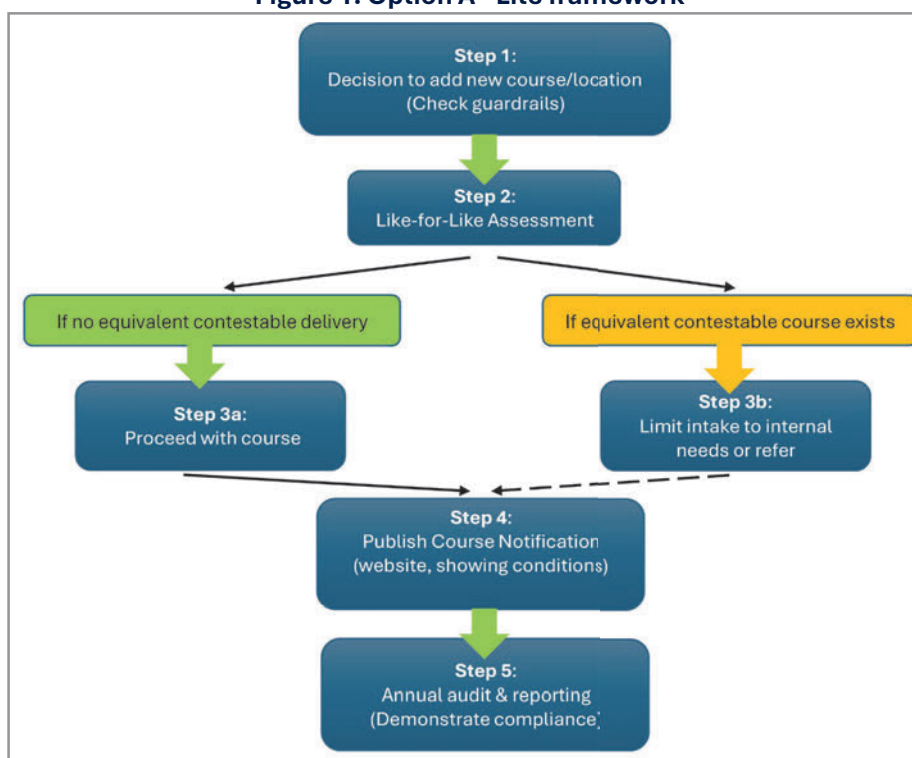 Figure 1: Option A - Lite framework
Step 1:
Decision to add new course/location
(Check guardrails)
Step 2:
Like-for-Like Assessment
If no equivalent contestable delivery
If equivalent contestable course exists
Step 3a:
Proceed with course
Step 3b:
Limit intake to internal
needs or refer
Step 4:
Publish Course Notification
(website, showing conditions)
Step 5:
Annual audit & reporting
(Demonstrate compliance)